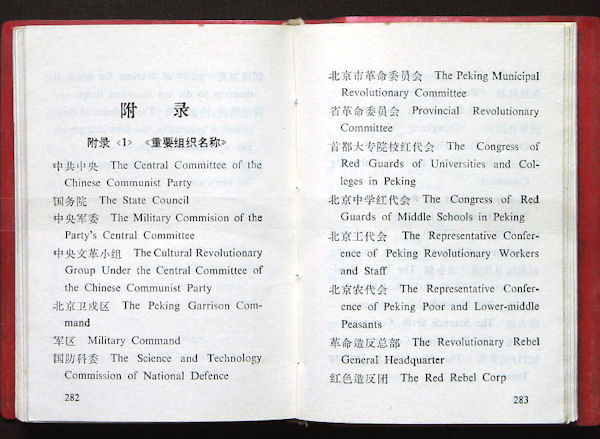 附 录
附录 〈1〉 《重要组织名称》
中共中央 The Central Committee of the
Chinese Communist Party
国务院 The State Council
中央军委 The Military Commision of the
Party's Central Committee
中央文革小组 The Cultural Revolutionary
Group Under the Central Committee of
the Chinese Communist Party
北京卫戍区 The Peking Garrison Com-
mand
军区 Military Command
国防科委 The Science and Technology
Commission of National Defence
282
北京市革命委员会 The Peking Municipal
Revolutionary Committee
省革命委员会 Provincial Revolutionary
Committee
首都大专院校红代会 The Congress of
Red Guards of Universities and Col-
leges in Peking
北京中学红代会 The Congress of Red
Guards of Middle Schools in Peking
北京工代会 The Representative Confer-
ence of Peking Revolutionary Workers
and Staff
北京农代会 The Representative Confer-
ence of Peking Poor and Lower-middle
Peasants
革命造反总部 The Revolutionary Rebel
General Headquarter
红色造反团 The Red Rebel Corp
283